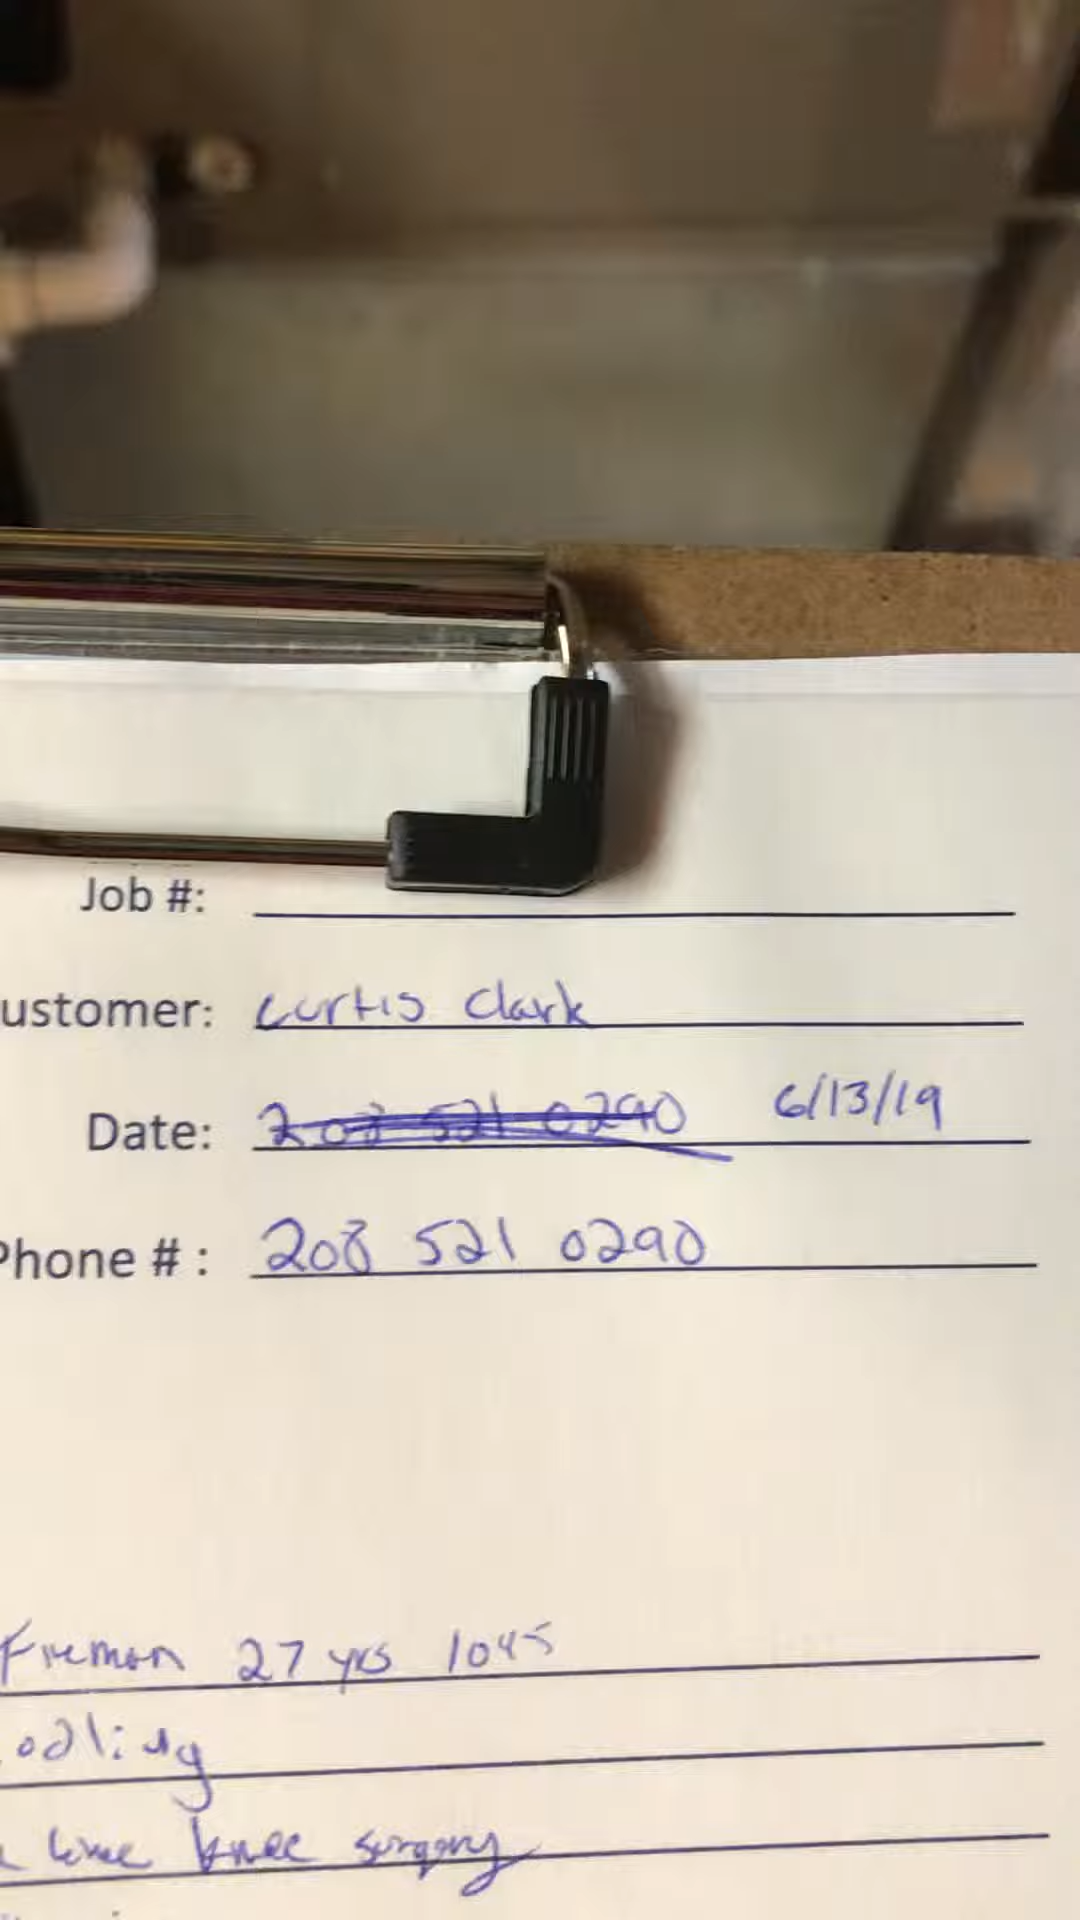 Job #:
ustomer: Curtis Clark
Date: 208 521 0290 6/13/19
Phone #: 208 521 0290
Fireman 27 yrs 1045
odling
knee surgery